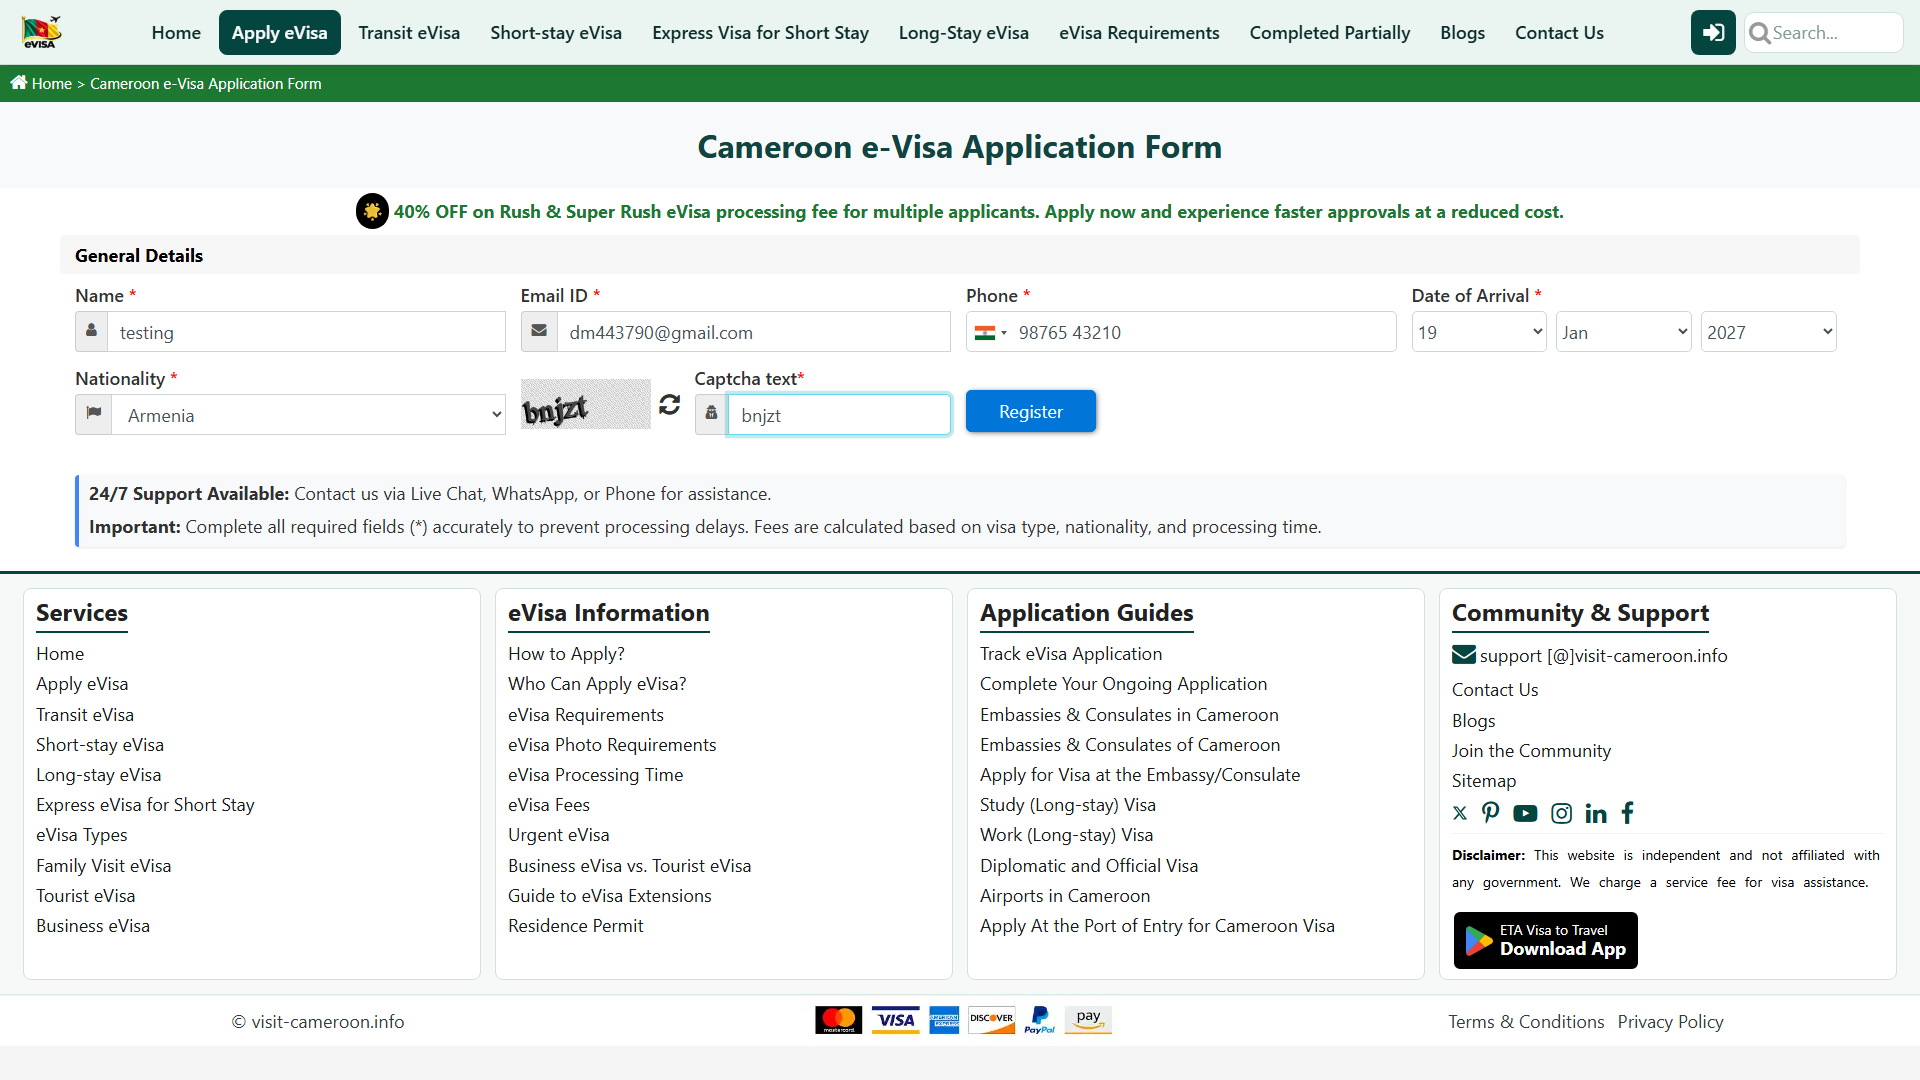 eVISA
Home
Apply eVisa
Transit eVisa
Short-stay eVisa
Express Visa for Short Stay
Long-Stay eVisa
eVisa Requirements
Completed Partially
Blogs
Contact Us
Search...
Home > Cameroon e-Visa Application Form
Cameroon e-Visa Application Form
40% OFF on Rush & Super Rush eVisa processing fee for multiple applicants. Apply now and experience faster approvals at a reduced cost.
General Details
Name *
testing
Email ID *
dm443790@gmail.com
Phone *
98765 43210
Date of Arrival *
19
Jan
2027
Nationality *
Armenia
bnjzt
Captcha text*
bnjzt
Register
24/7 Support Available: Contact us via Live Chat, WhatsApp, or Phone for assistance.
Important: Complete all required fields (*) accurately to prevent processing delays. Fees are calculated based on visa type, nationality, and processing time.
Services
Home
Apply eVisa
Transit eVisa
Short-stay eVisa
Long-stay eVisa
Express eVisa for Short Stay
eVisa Types
Family Visit eVisa
Tourist eVisa
Business eVisa
eVisa Information
How to Apply?
Who Can Apply eVisa?
eVisa Requirements
eVisa Photo Requirements
eVisa Processing Time
eVisa Fees
Urgent eVisa
Business eVisa vs. Tourist eVisa
Guide to eVisa Extensions
Residence Permit
Application Guides
Track eVisa Application
Complete Your Ongoing Application
Embassies & Consulates in Cameroon
Embassies & Consulates of Cameroon
Apply for Visa at the Embassy/Consulate
Study (Long-stay) Visa
Work (Long-stay) Visa
Diplomatic and Official Visa
Airports in Cameroon
Apply At the Port of Entry for Cameroon Visa
Community & Support
support [@]visit-cameroon.info
Contact Us
Blogs
Join the Community
Sitemap
Disclaimer: This website is independent and not affiliated with
any government. We charge a service fee for visa assistance.
ETA Visa to Travel
Download App
© visit-cameroon.info
mastercard
VISA
AMERICAN EXPRESS
DISCOVER
PayPal
pay
Terms & Conditions
Privacy Policy